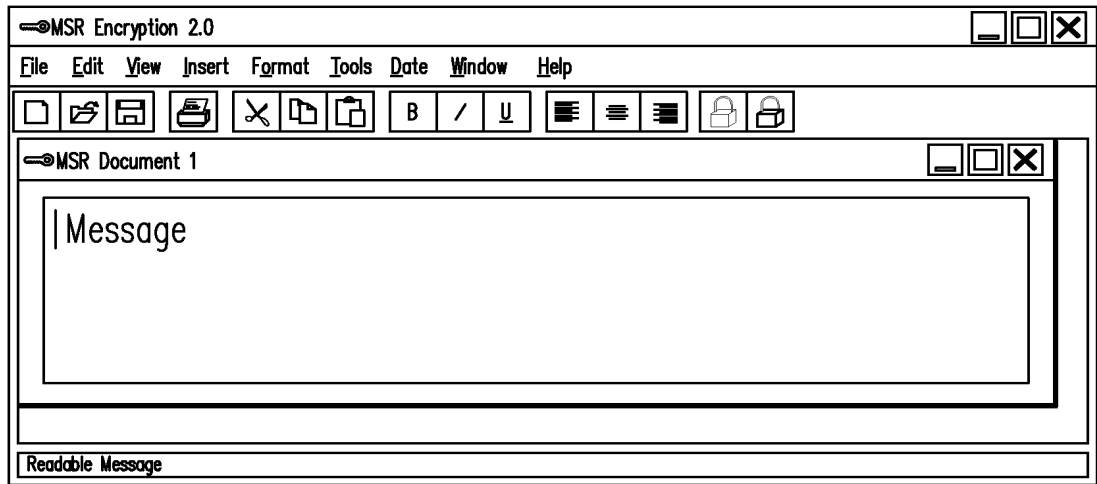 MSR Encryption 2.0
File Edit View Insert Format Tools Date Window Help
B / U
MSR Document 1
Message
Readable Message